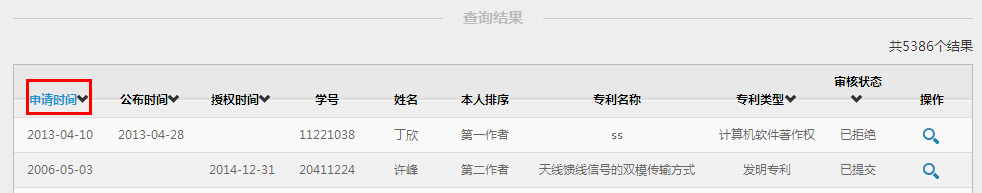 查询结果
共5386个结果
申请时间 公布时间 授权时间 学号 姓名 本人排序 专利名称 专利类型 审核状态 操作
2013-04-10 2013-04-28 11221038 丁欣 第一作者 ss 计算机软件著作权 已拒绝
2006-05-03 2014-12-31 20411224 许峰 第二作者 天线馈线信号的双模传输方式 发明专利 已提交